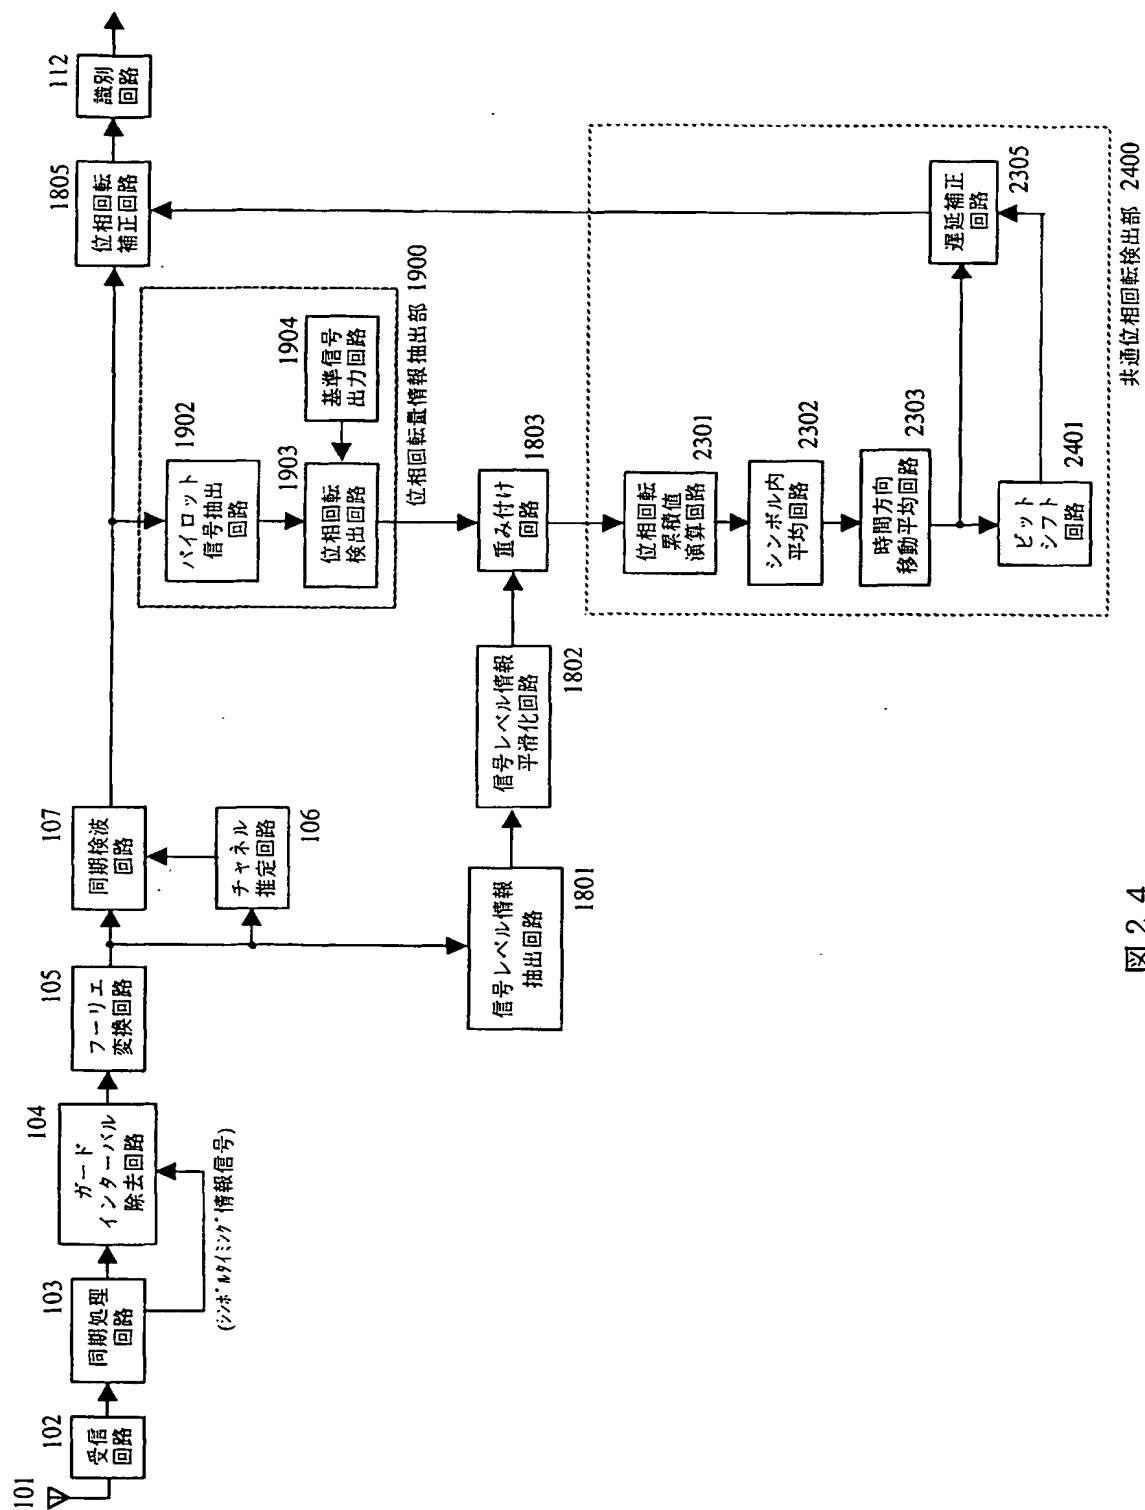 101
102
受信
回路
103
同期処理
回路
(シンボルタイミング情報信号)
104
ガード
インターバル
除去回路
105
フーリエ
変換回路
107
同期検波
回路
106
チャネル
推定回路
1805
位相回転
補正回路
112
識別
回路
1902
パイロット
信号抽出
回路
1903
位相回転
検出回路
1904
基準信号
出力回路
位相回転量情報抽出部 1900
1801
信号レベル情報
抽出回路
1802
信号レベル情報
平滑化回路
1803
重み付け
回路
2301
位相回転
累積値
演算回路
2302
シンボル内
平均回路
2303
時間方向
移動平均回路
2401
ビット
シフト
回路
2305
遅延補正
回路
共通位相回転検出部 2400
図24